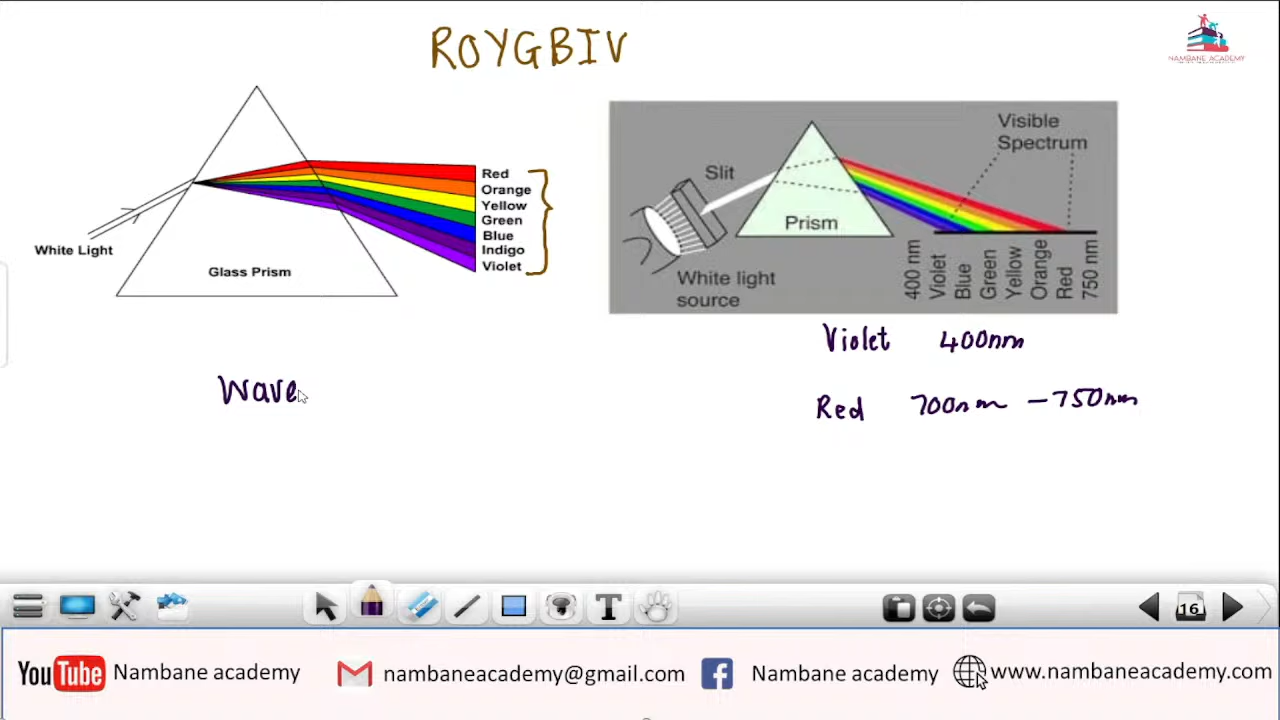 ROYGBIV
NAMBANE ACADEMY
White Light
Glass Prism
Red
Orange
Yellow
Green
Blue
Indigo
Violet
Slit
Prism
White light
source
Visible
Spectrum
400 nm
Violet
Blue
Green
Yellow
Orange
Red
750 nm
Violet 400nm
Red 700nm - 750nm
Wave
T
16
YouTube Nambane academy
nambaneacademy@gmail.com
f Nambane academy
www.nambaneacademy.com